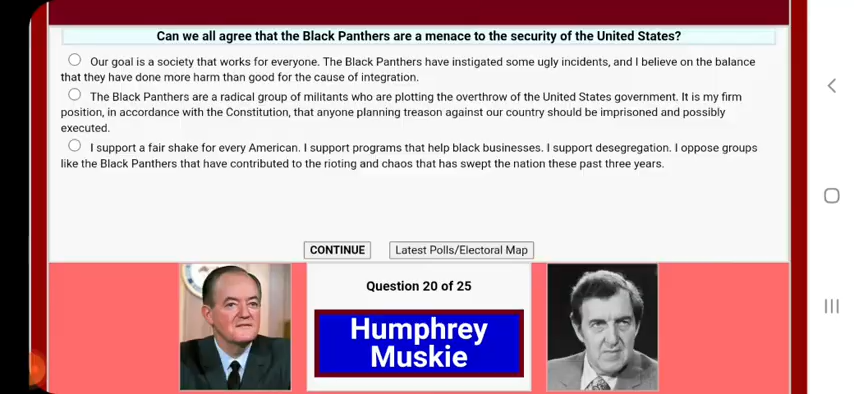 Can we all agree that the Black Panthers are a menace to the security of the United States?
Our goal is a society that works for everyone. The Black Panthers have instigated some ugly incidents, and I believe on the balance
that they have done more harm than good for the cause of integration.
The Black Panthers are a radical group of militants who are plotting the overthrow of the United States government. It is my firm
position, in accordance with the Constitution, that anyone planning treason against our country should be imprisoned and possibly
executed.
I support a fair shake for every American. I support programs that help black businesses. I support desegregation. I oppose groups
like the Black Panthers that have contributed to the rioting and chaos that has swept the nation these past three years.
CONTINUE
Latest Polls/Electoral Map
Question 20 of 25
Humphrey
Muskie